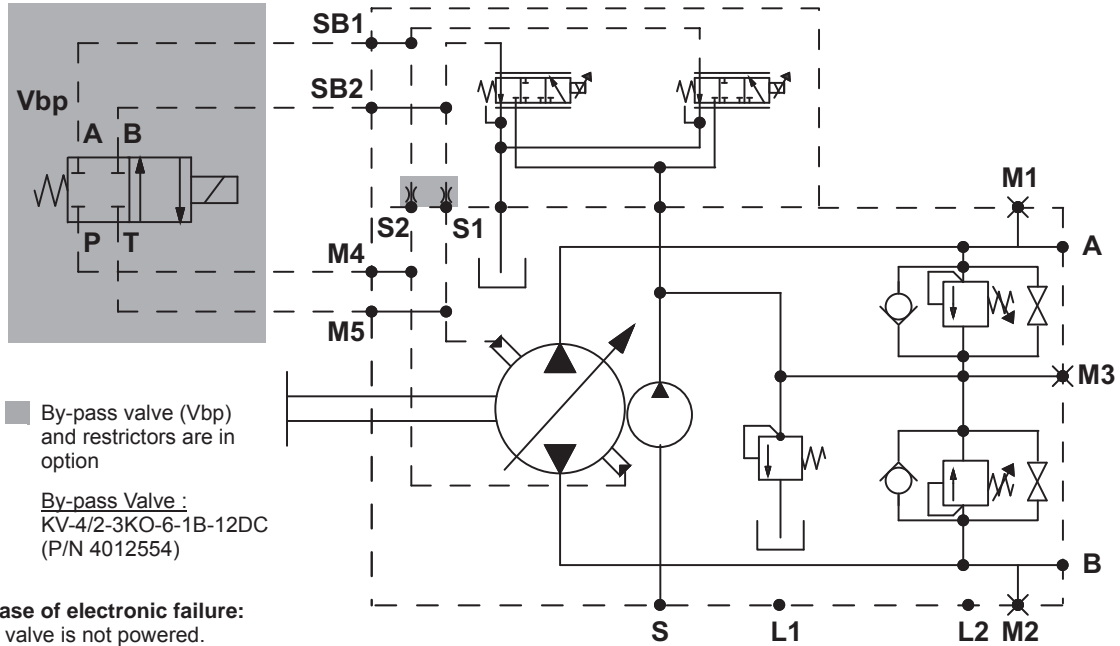 SB1
SB2
Vbp
A B
P T
S2 S1
M4
M5
M1
A
M3
B
S L1 L2 M2
By-pass valve (Vbp)
and restrictors are in
option
By-pass Valve :
KV-4/2-3KO-6-1B-12DC
(P/N 4012554)
of electronic failure:
valve is not powered.